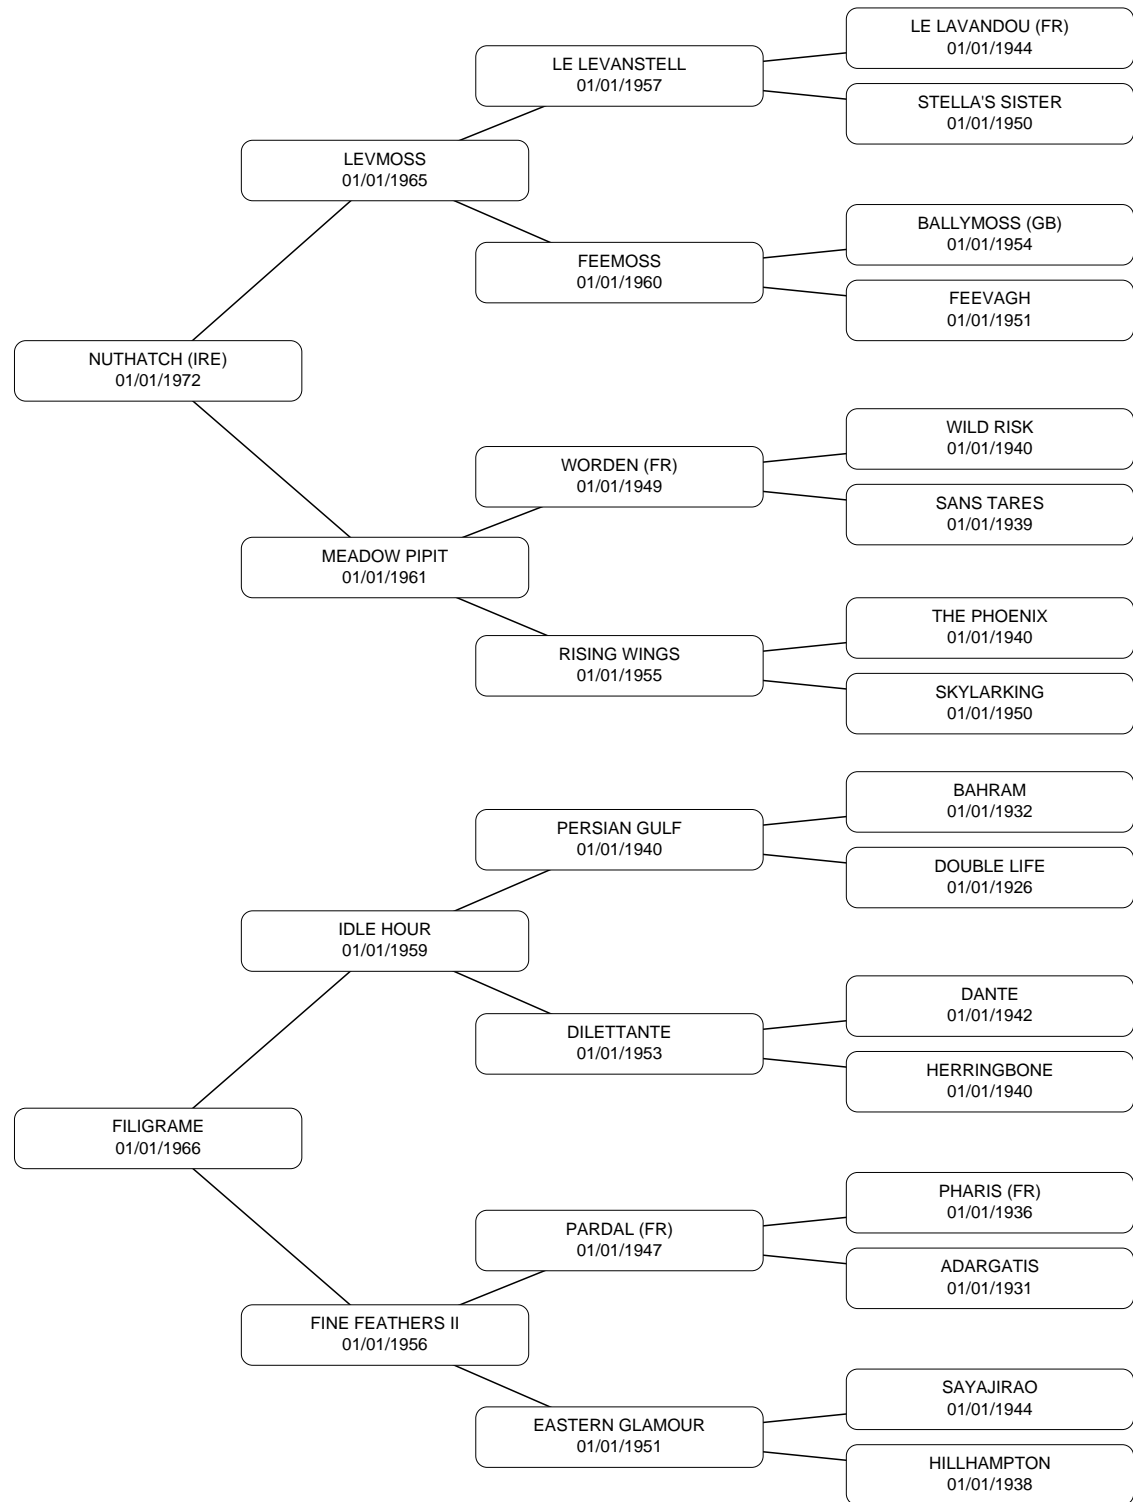 LE LAVANDOU (FR)
01/01/1944
LE LEVANSTELL
01/01/1957
STELLA'S SISTER
01/01/1950
LEVMOSS
01/01/1965
BALLYMOSS (GB)
01/01/1954
FEEMOSS
01/01/1960
FEEVAGH
01/01/1951
NUTHATCH (IRE)
01/01/1972
WILD RISK
01/01/1940
WORDEN (FR)
01/01/1949
SANS TARES
01/01/1939
MEADOW PIPIT
01/01/1961
THE PHOENIX
01/01/1940
RISING WINGS
01/01/1955
SKYLARKING
01/01/1950
BAHRAM
01/01/1932
PERSIAN GULF
01/01/1940
DOUBLE LIFE
01/01/1926
IDLE HOUR
01/01/1959
DANTE
01/01/1942
DILETTANTE
01/01/1953
HERRINGBONE
01/01/1940
FILIGRAME
01/01/1966
PHARIS (FR)
01/01/1936
PARDAL (FR)
01/01/1947
ADARGATIS
01/01/1931
FINE FEATHERS II
01/01/1956
SAYAJIRAO
01/01/1944
EASTERN GLAMOUR
01/01/1951
HILLHAMPTON
01/01/1938